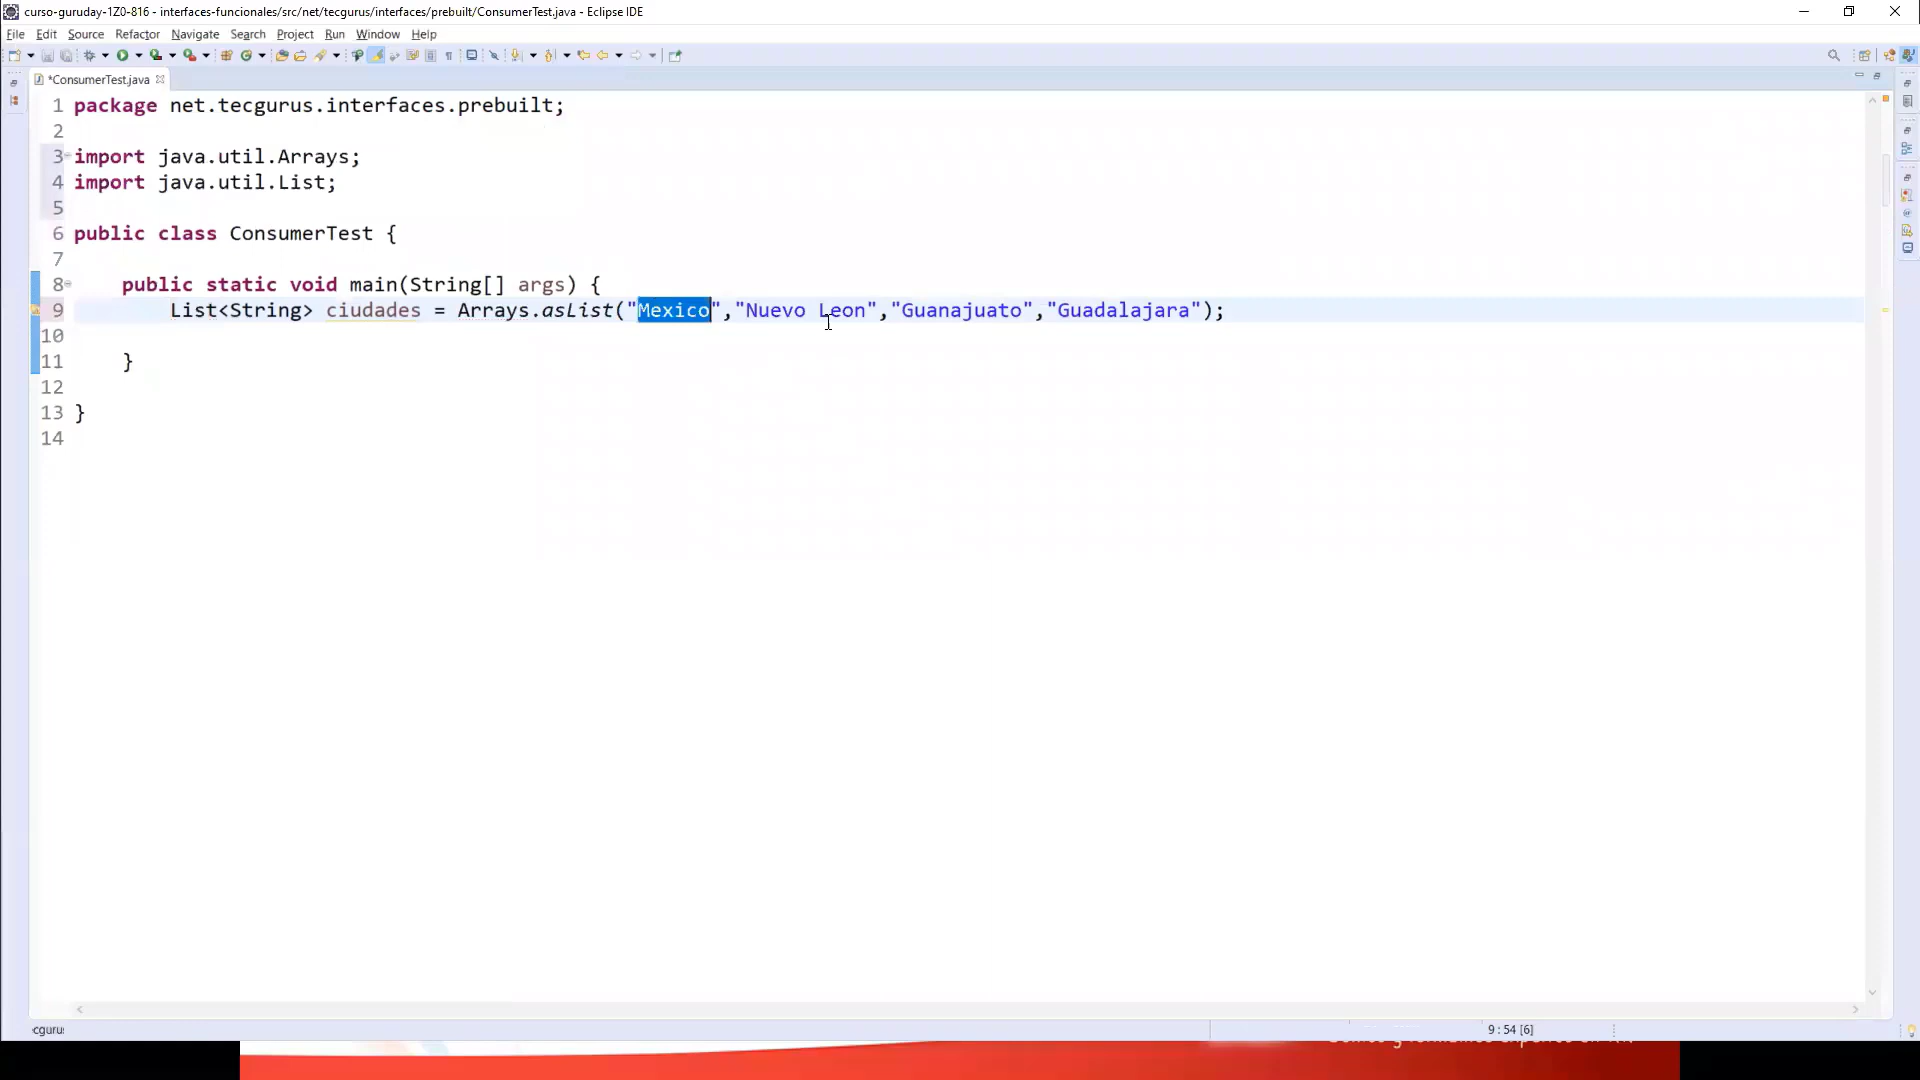 curso-guruday-1Z0-816 - interfaces-funcionales/src/net/tecgurus/interfaces/prebuilt/ConsumerTest.java - Eclipse IDE
File Edit Source Refactor Navigate Search Project Run Window Help
*ConsumerTest.java
1 package net.tecgurus.interfaces.prebuilt;
2
3 import java.util.Arrays;
4 import java.util.List;
5
6 public class ConsumerTest {
7
8 public static void main(String[] args) {
9 List<String> ciudades = Arrays.asList("Mexico","Nuevo Leon","Guanajuato","Guadalajara");
10
11 }
12
13 }
14
9 : 54 [6]